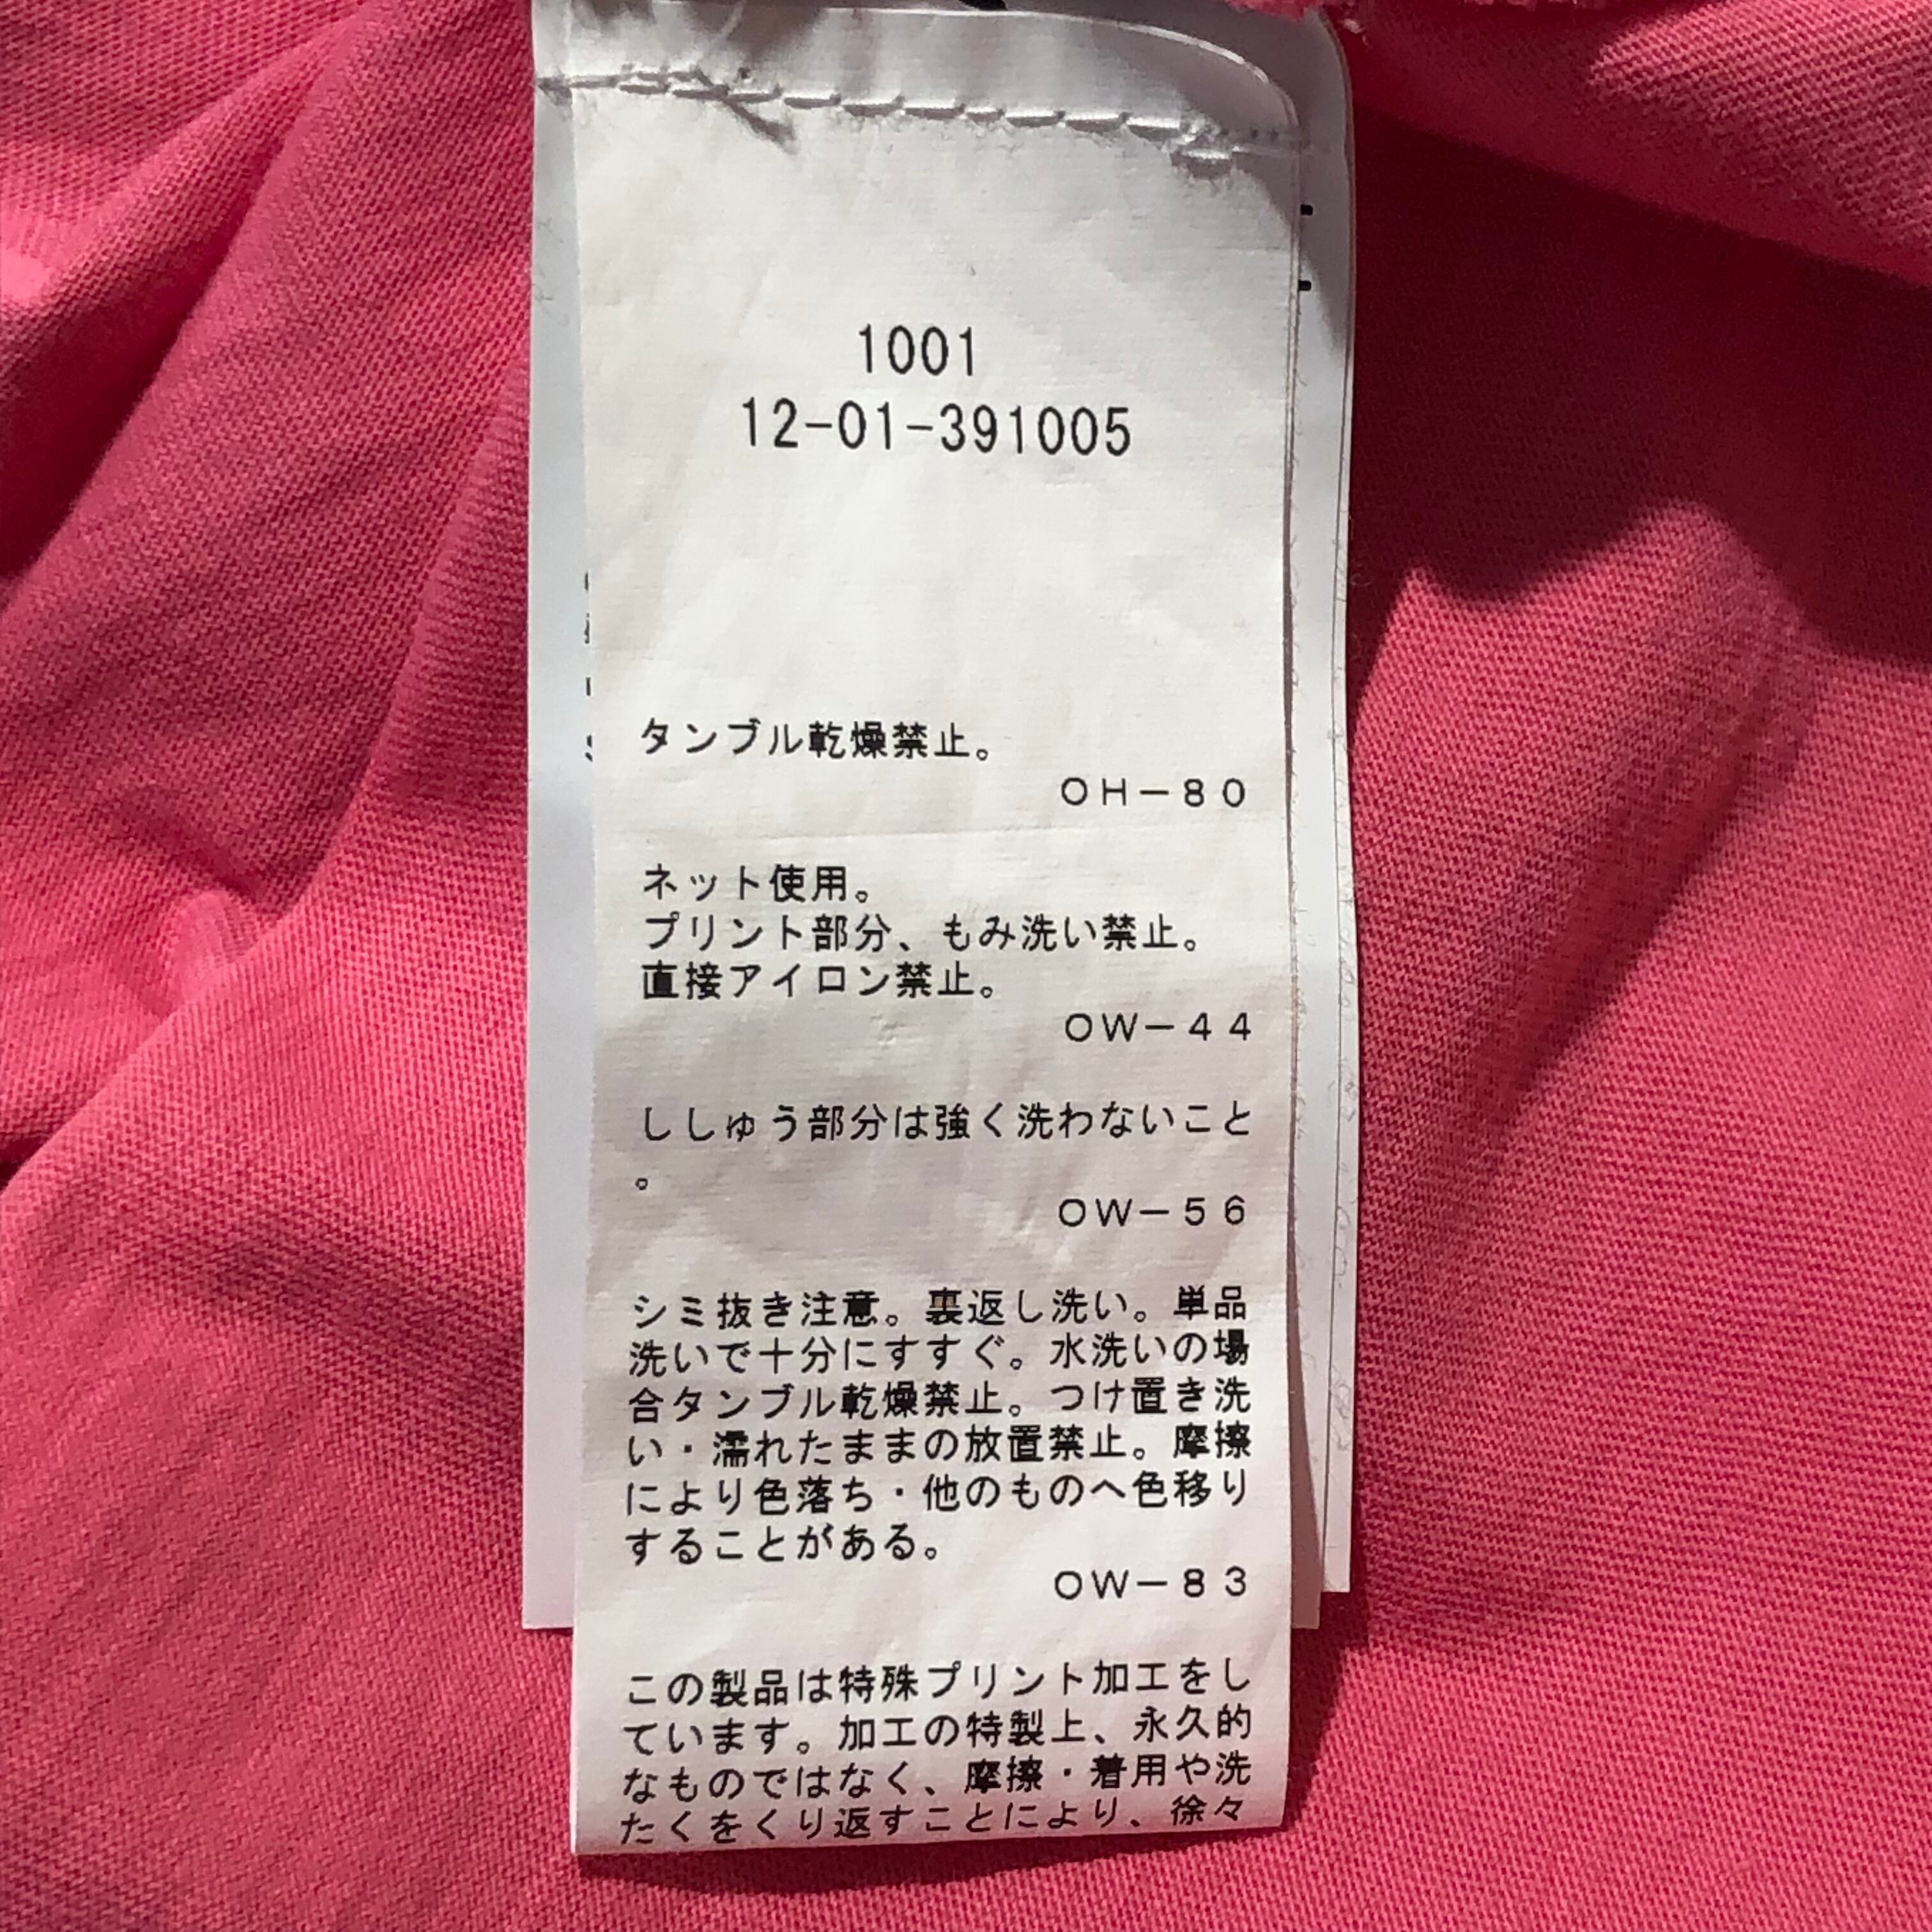 1001
12-01-391005
タンブル乾燥禁止。
OH-80
ネット使用。
プリント部分、もみ洗い禁止。
直接アイロン禁止。
OW-44
ししゅう部分は強く洗わないこと
。
OW-56
シミ抜き注意。裏返し洗い。単品
洗いで十分にすすぐ。水洗いの場
合タンブル乾燥禁止。つけ置き洗
い・濡れたままの放置禁止。摩擦
により色落ち・他のものへ色移り
することがある。
OW-83
この製品は特殊プリント加工をし
ています。加工の特製上、永久的
なものではなく、摩擦・着用や洗
たくをくり返すことにより、徐々